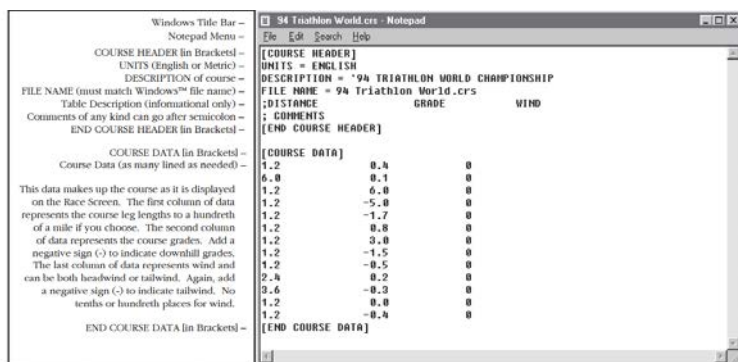 Windows Title Bar –
Notepad Menu –
COURSE HEADER [in Brackets] –
UNITS (English or Metric) –
DESCRIPTION of course –
FILE NAME (must match Windows™ file name) –
Table Description (informational only) –
Comments of any kind can go after semicolon –
END COURSE HEADER [in Brackets] –
COURSE DATA [in Brackets] –
Course Data (as many lined as needed) –
This data makes up the course as it is displayed
on the Race Screen. The first column of data
represents the course leg lengths to a hundreth
of a mile if you choose. The second column
of data represents the course grades. Add a
negative sign (-) to indicate downhill grades.
The last column of data represents wind and
can be both headwind or tailwind. Again, add
a negative sign (-) to indicate tailwind. No
tenths or hundreth places for wind.
END COURSE DATA [in Brackets] –
94 Triathlon World.crs - Notepad
File Edit Search Help
[COURSE HEADER]
UNITS = ENGLISH
DESCRIPTION = '94 TRIATHLON WORLD CHAMPIONSHIP
FILE NAME = 94 Triathlon World.crs
;DISTANCE GRADE WIND
; COMMENTS
[END COURSE HEADER]
[COURSE DATA]
1.2 0.4 0
6.0 0.1 0
1.2 6.0 0
1.2 -5.0 0
1.2 -1.7 0
1.2 0.8 0
1.2 3.0 0
1.2 -1.5 0
1.2 -0.5 0
2.4 0.2 0
3.6 -0.3 0
1.2 0.0 0
1.2 -0.4 0
[END COURSE DATA]